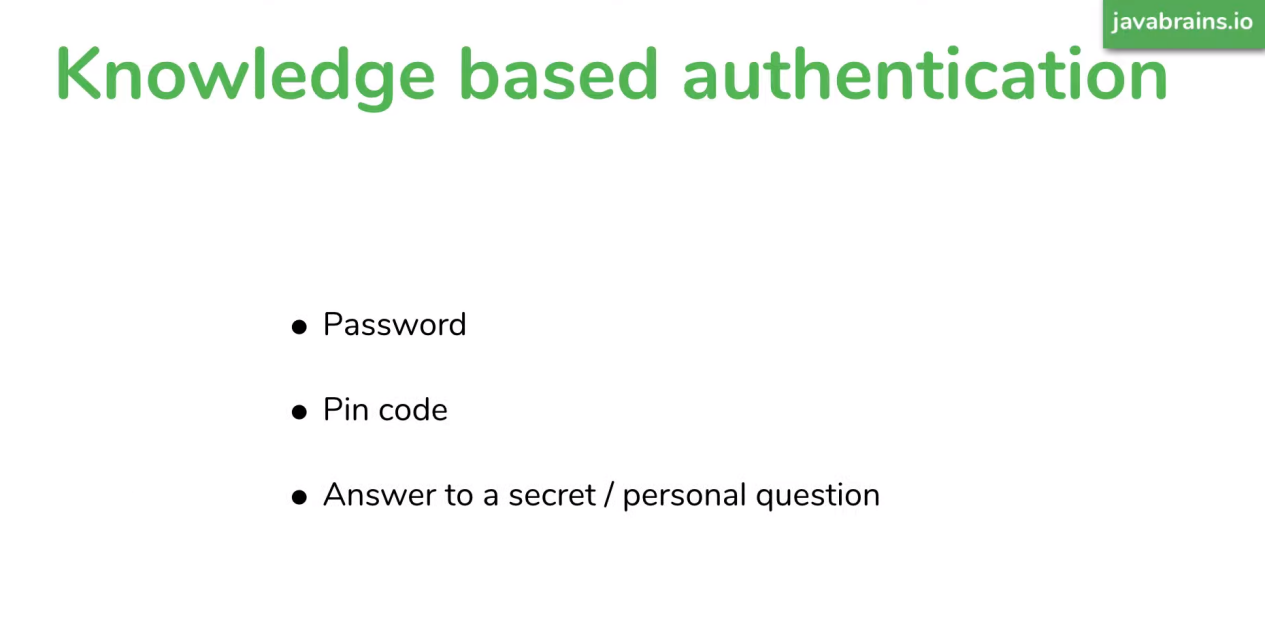 javabrains.io
Knowledge based authentication
● Password
● Pin code
● Answer to a secret / personal question